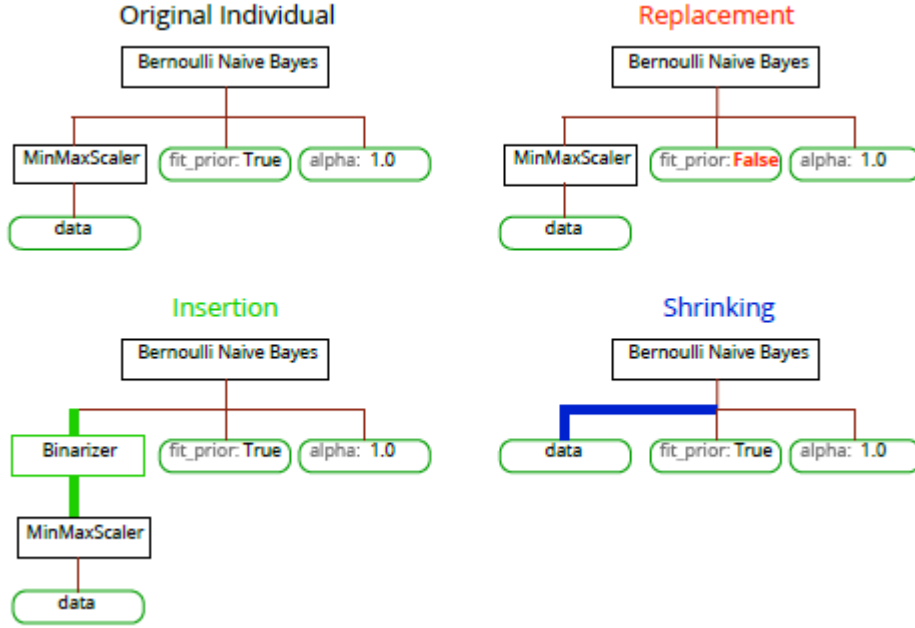 Original Individual
Bernoulli Naive Bayes
MinMaxScaler
fit_prior: True
alpha: 1.0
data
Replacement
Bernoulli Naive Bayes
MinMaxScaler
fit_prior: False
alpha: 1.0
data
Insertion
Bernoulli Naive Bayes
Binarizer
fit_prior: True
alpha: 1.0
MinMaxScaler
data
Shrinking
Bernoulli Naive Bayes
data
fit_prior: True
alpha: 1.0